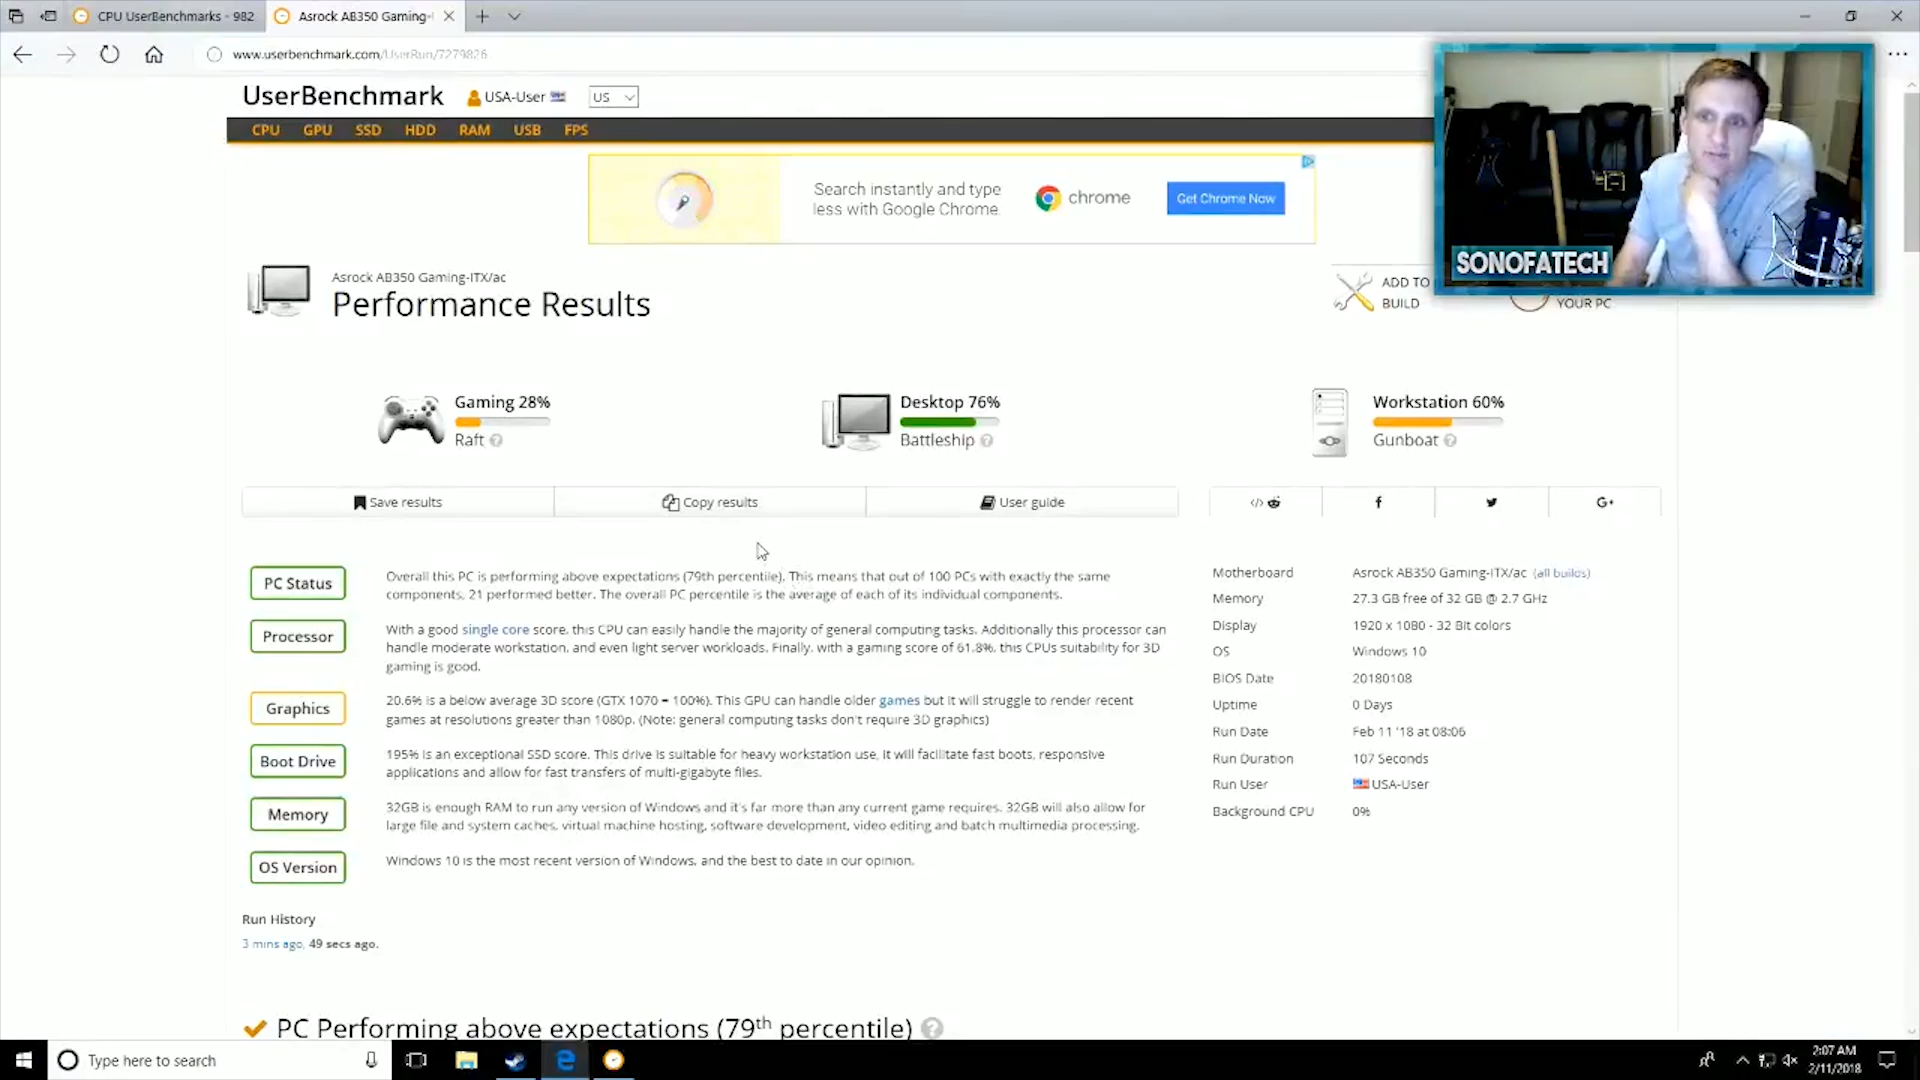 CPU UserBenchmarks - 982
Asrock AB350 Gaming-
www.userbenchmark.com/UserRun/7279826
UserBenchmark
USA-User
US
CPU GPU SSD HDD RAM USB FPS
Search instantly and type
less with Google Chrome.
chrome
Get Chrome Now
SONOFATECH
Asrock AB350 Gaming-ITX/ac
Performance Results
ADD TO
BUILD
YOUR PC
Gaming 28%
Raft
Desktop 76%
Battleship
Workstation 60%
Gunboat
Save results
Copy results
User guide
PC Status
Overall this PC is performing above expectations (79th percentile). This means that out of 100 PCs with exactly the same
components, 21 performed better. The overall PC percentile is the average of each of its individual components.
Processor
With a good single core score, this CPU can easily handle the majority of general computing tasks. Additionally this processor can
handle moderate workstation, and even light server workloads. Finally, with a gaming score of 61.8%, this CPUs suitability for 3D
gaming is good.
Graphics
20.6% is a below average 3D score (GTX 1070 = 100%). This GPU can handle older games but it will struggle to render recent
games at resolutions greater than 1080p. (Note: general computing tasks don't require 3D graphics)
Boot Drive
195% is an exceptional SSD score. This drive is suitable for heavy workstation use, it will facilitate fast boots, responsive
applications and allow for fast transfers of multi-gigabyte files.
Memory
32GB is enough RAM to run any version of Windows and it's far more than any current game requires. 32GB will also allow for
large file and system caches, virtual machine hosting, software development, video editing and batch multimedia processing.
OS Version
Windows 10 is the most recent version of Windows, and the best to date in our opinion.
Motherboard Asrock AB350 Gaming-ITX/ac (all builds)
Memory 27.3 GB free of 32 GB @ 2.7 GHz
Display 1920 x 1080 - 32 Bit colors
OS Windows 10
BIOS Date 20180108
Uptime 0 Days
Run Date Feb 11 '18 at 08:06
Run Duration 107 Seconds
Run User USA-User
Background CPU 0%
Run History
3 mins ago, 49 secs ago.
PC Performing above expectations (79th percentile)
Type here to search
2:07 AM
2/11/2018